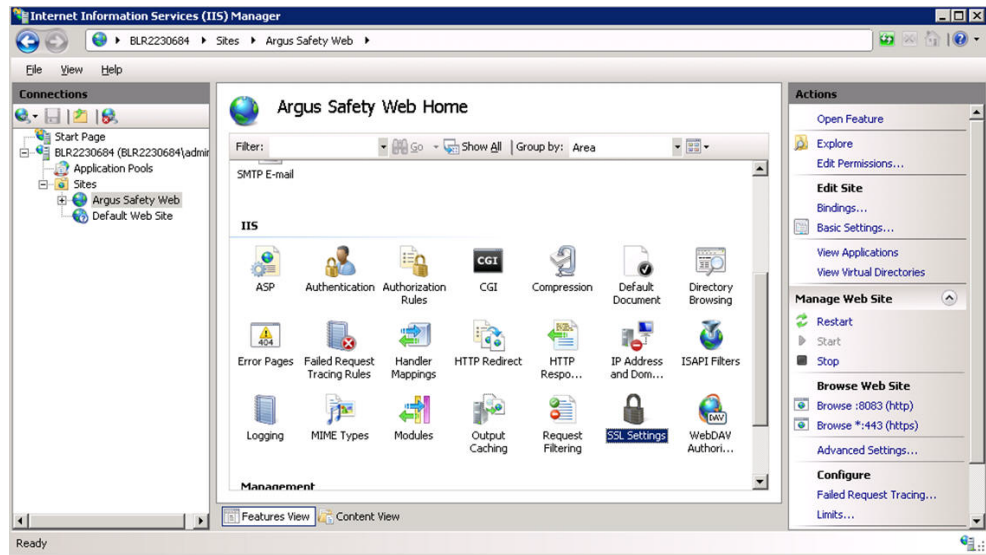 Internet Information Services (IIS) Manager
BLR2230684 Sites Argus Safety Web
File View Help
Connections
Start Page
BLR2230684 (BLR2230684\admir
Application Pools
Sites
Argus Safety Web
Default Web Site
Argus Safety Web Home
Filter: Go Show All Group by: Area
SMTP E-mail
IIS
ASP
Authentication
Authorization Rules
CGI
CGI
Compression
Default Document
Directory Browsing
404
Error Pages
Failed Request Tracing Rules
Handler Mappings
HTTP Redirect
HTTP Respo...
IP Address and Dom...
ISAPI Filters
Logging
MIME Types
Modules
Output Caching
Request Filtering
SSL Settings
DAV
WebDAV Authori...
Management
Features View Content View
Actions
Open Feature
Explore
Edit Permissions...
Edit Site
Bindings...
Basic Settings...
View Applications
View Virtual Directories
Manage Web Site
Restart
Start
Stop
Browse Web Site
Browse :8083 (http)
Browse *:443 (https)
Advanced Settings...
Configure
Failed Request Tracing...
Limits...
Ready